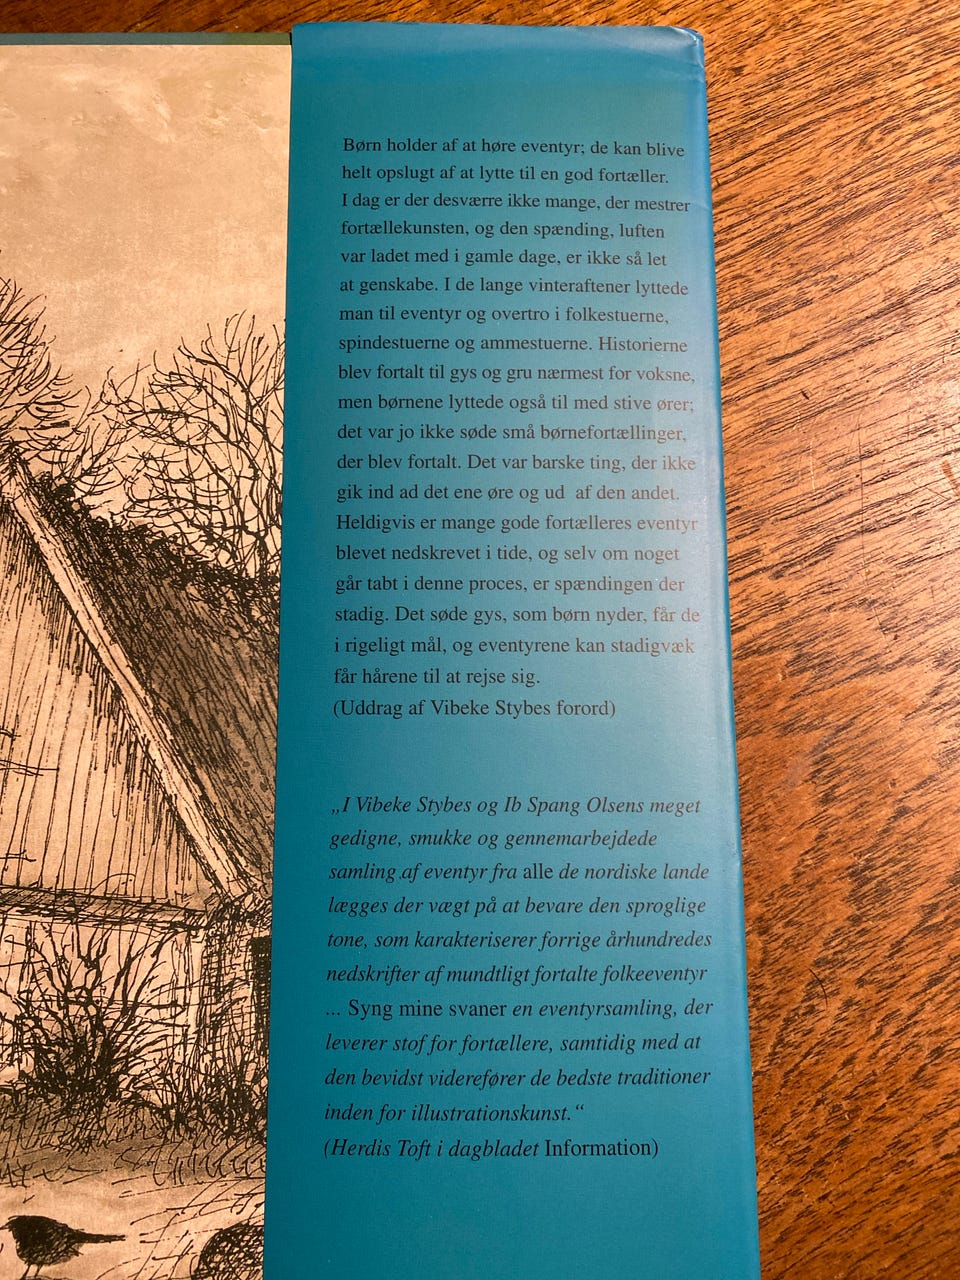 Børn holder af at høre eventyr; de kan blive
helt opslugt af at lytte til en god fortæller.
I dag er der desværre ikke mange, der mestrer
fortællekunsten, og den spænding, luften
var ladet med i gamle dage, er ikke så let
at genskabe. I de lange vinteraftener lyttede
man til eventyr og overtro i folkestuerne,
spindestuerne og ammestuerne. Historierne
blev fortalt til gys og gru nærmest for voksne,
men børnene lyttede også til med stive ører;
det var jo ikke søde små børnefortællinger,
der blev fortalt. Det var barske ting, der ikke
gik ind ad det ene øre og ud  af den andet.
Heldigvis er mange gode fortælleres eventyr
blevet nedskrevet i tide, og selv om noget
går tabt i denne proces, er spændingen der
stadig. Det søde gys, som børn nyder, får de
i rigeligt mål, og eventyrene kan stadigvæk
får hårene til at rejse sig.
(Uddrag af Vibeke Stybes forord)
„I Vibeke Stybes og Ib Spang Olsens meget
gedigne, smukke og gennemarbejdede
samling.af eventyr fra alle de nordiske lande
lægges der vægt på at bevare den sproglige
tone, som karakteriserer forrige århundredes
nedskrifter af mundtligt fortalte folkeeventyr
... Syng mine svaner en eventyrsamling, der
leverer stof for fortællere, samtidig med at
den bevidst viderefører de bedste traditioner
inden for illustrationskunst.“
(Herdis Toft i dagbladet Information)